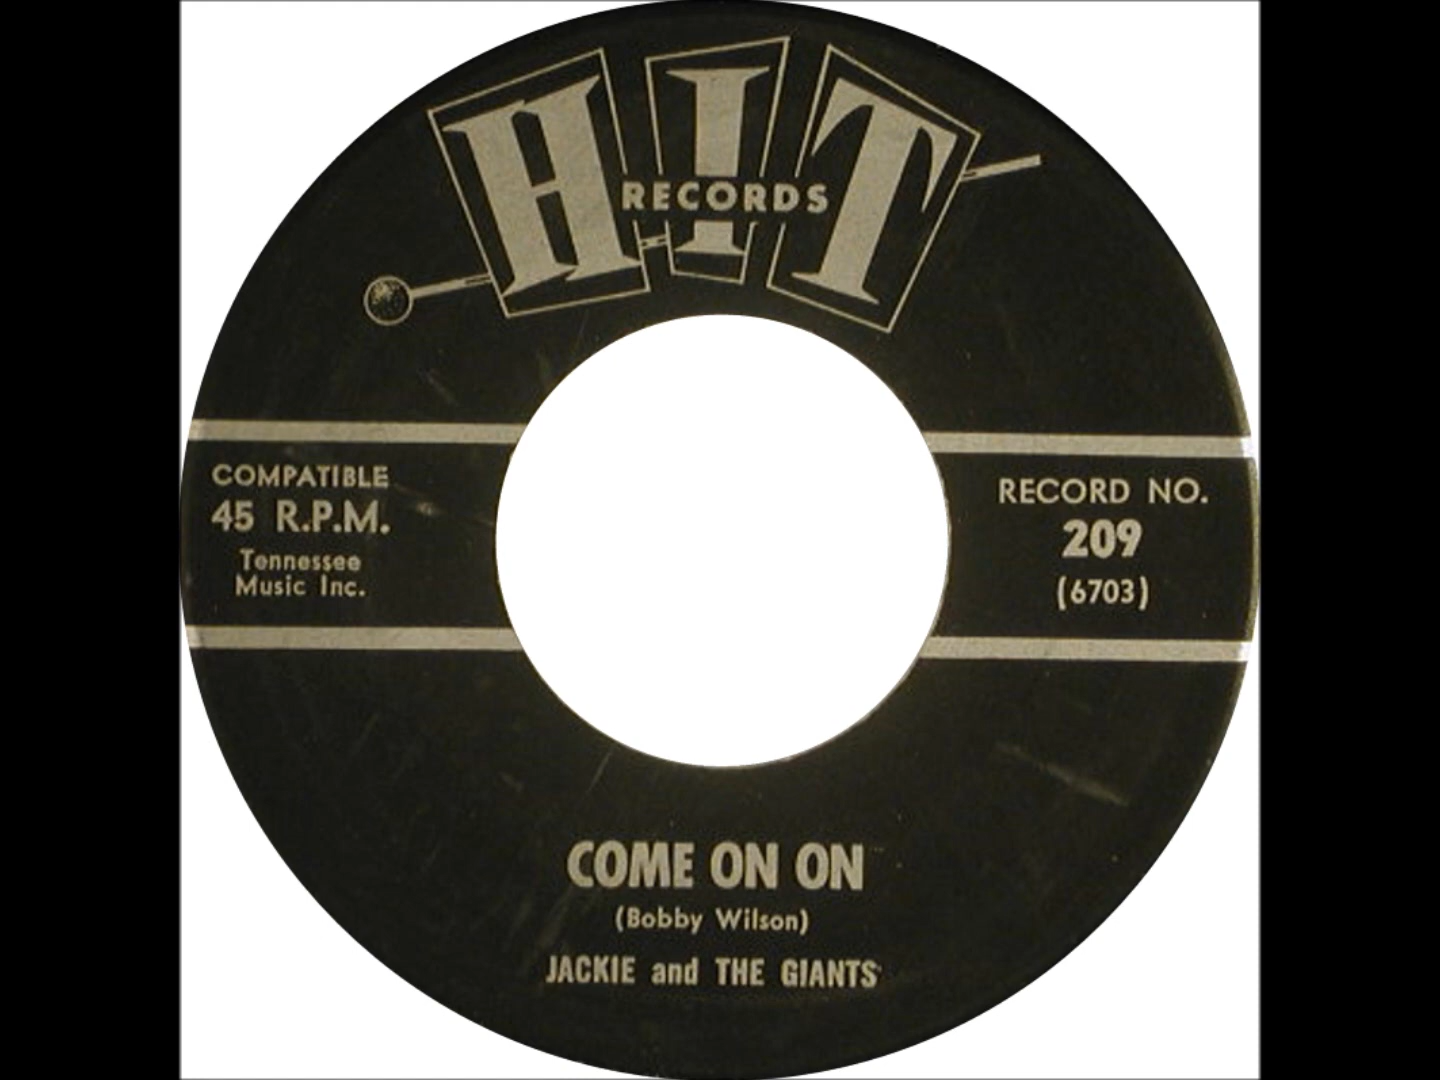 HIT
RECORDS
COMPATIBLE
45 R.P.M.
Tennessee
Music Inc.
RECORD NO.
209
(6703)
COME ON ON
(Bobby Wilson)
JACKIE and THE GIANTS